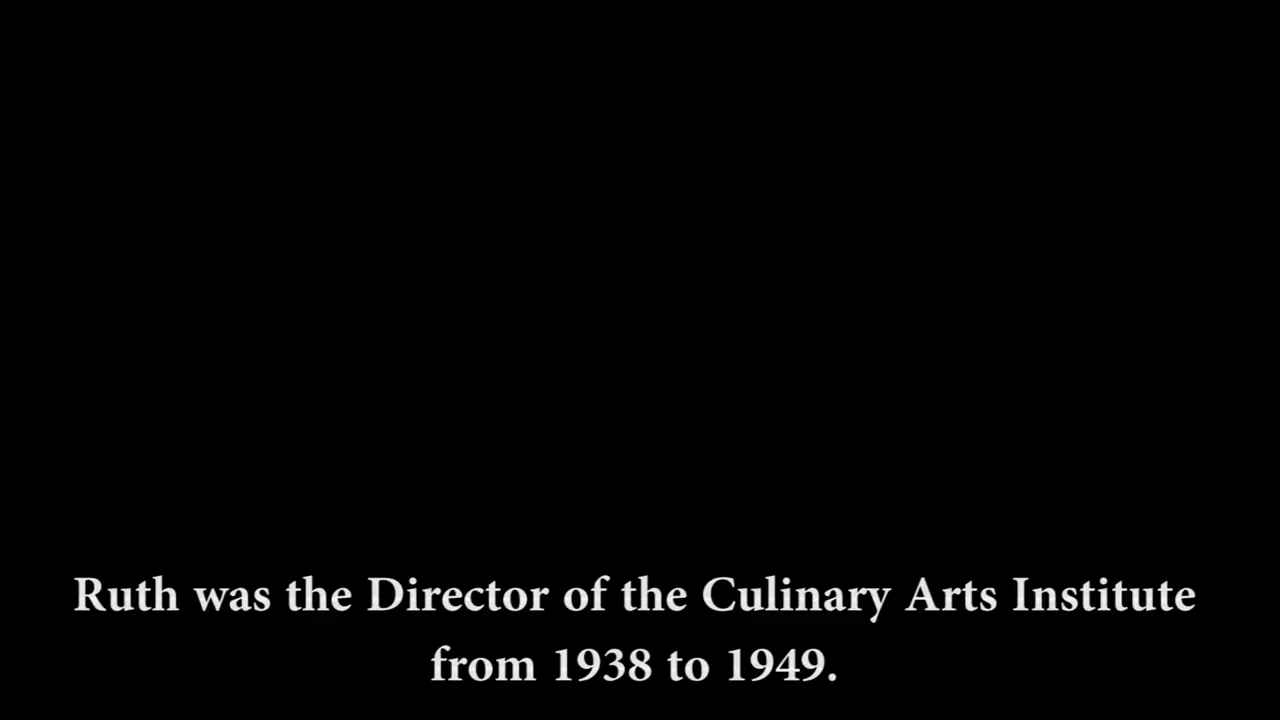 Ruth was the Director of the Culinary Arts Institute
from 1938 to 1949.